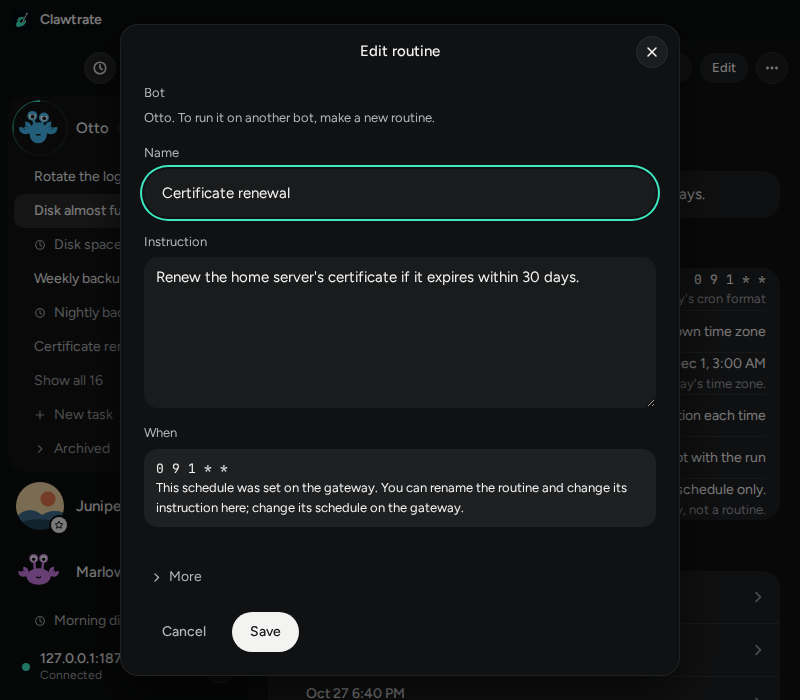 Clawtrate
Edit routine
Edit
Otto
Bot
Otto. To run it on another bot, make a new routine.
Name
Certificate renewal
Rotate the log
Disk almost fu
Disk space
Weekly backu
Nightly bac
Certificate rer
Show all 16
New task
Archived
Junipe
Marlow
Morning di
127.0.0.1:187
Connected
Instruction
Renew the home server's certificate if it expires within 30 days.
When
0 9 1 * *
This schedule was set on the gateway. You can rename the routine and change its
instruction here; change its schedule on the gateway.
More
Cancel
Save
ays.
0 9 1 * *
y's cron format
wn time zone
ec 1, 3:00 AM
ay's time zone.
tion each time
ot with the run
schedule only.
y, not a routine.
Oct 27 6:40 PM